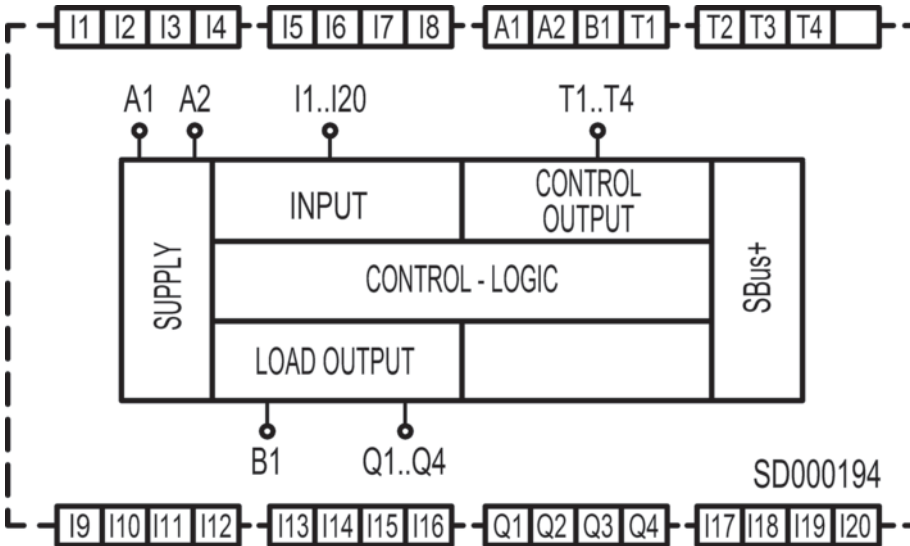 I1 I2 I3 I4 I5 I6 I7 I8 A1 A2 B1 T1 T2 T3 T4
A1 A2 I1..I20 T1..T4
INPUT
CONTROL
OUTPUT
SUPPLY
CONTROL - LOGIC
SBus+
LOAD OUTPUT
B1 Q1..Q4
SD000194
I9 I10 I11 I12 I13 I14 I15 I16 Q1 Q2 Q3 Q4 I17 I18 I19 I20